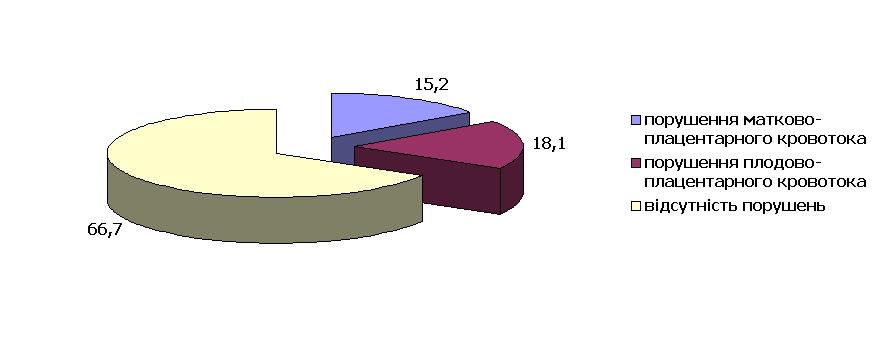 15,2
18,1
66,7
порушення матково-
плацентарного кровотока
порушення плодово-
плацентарного кровотока
відсутність порушень